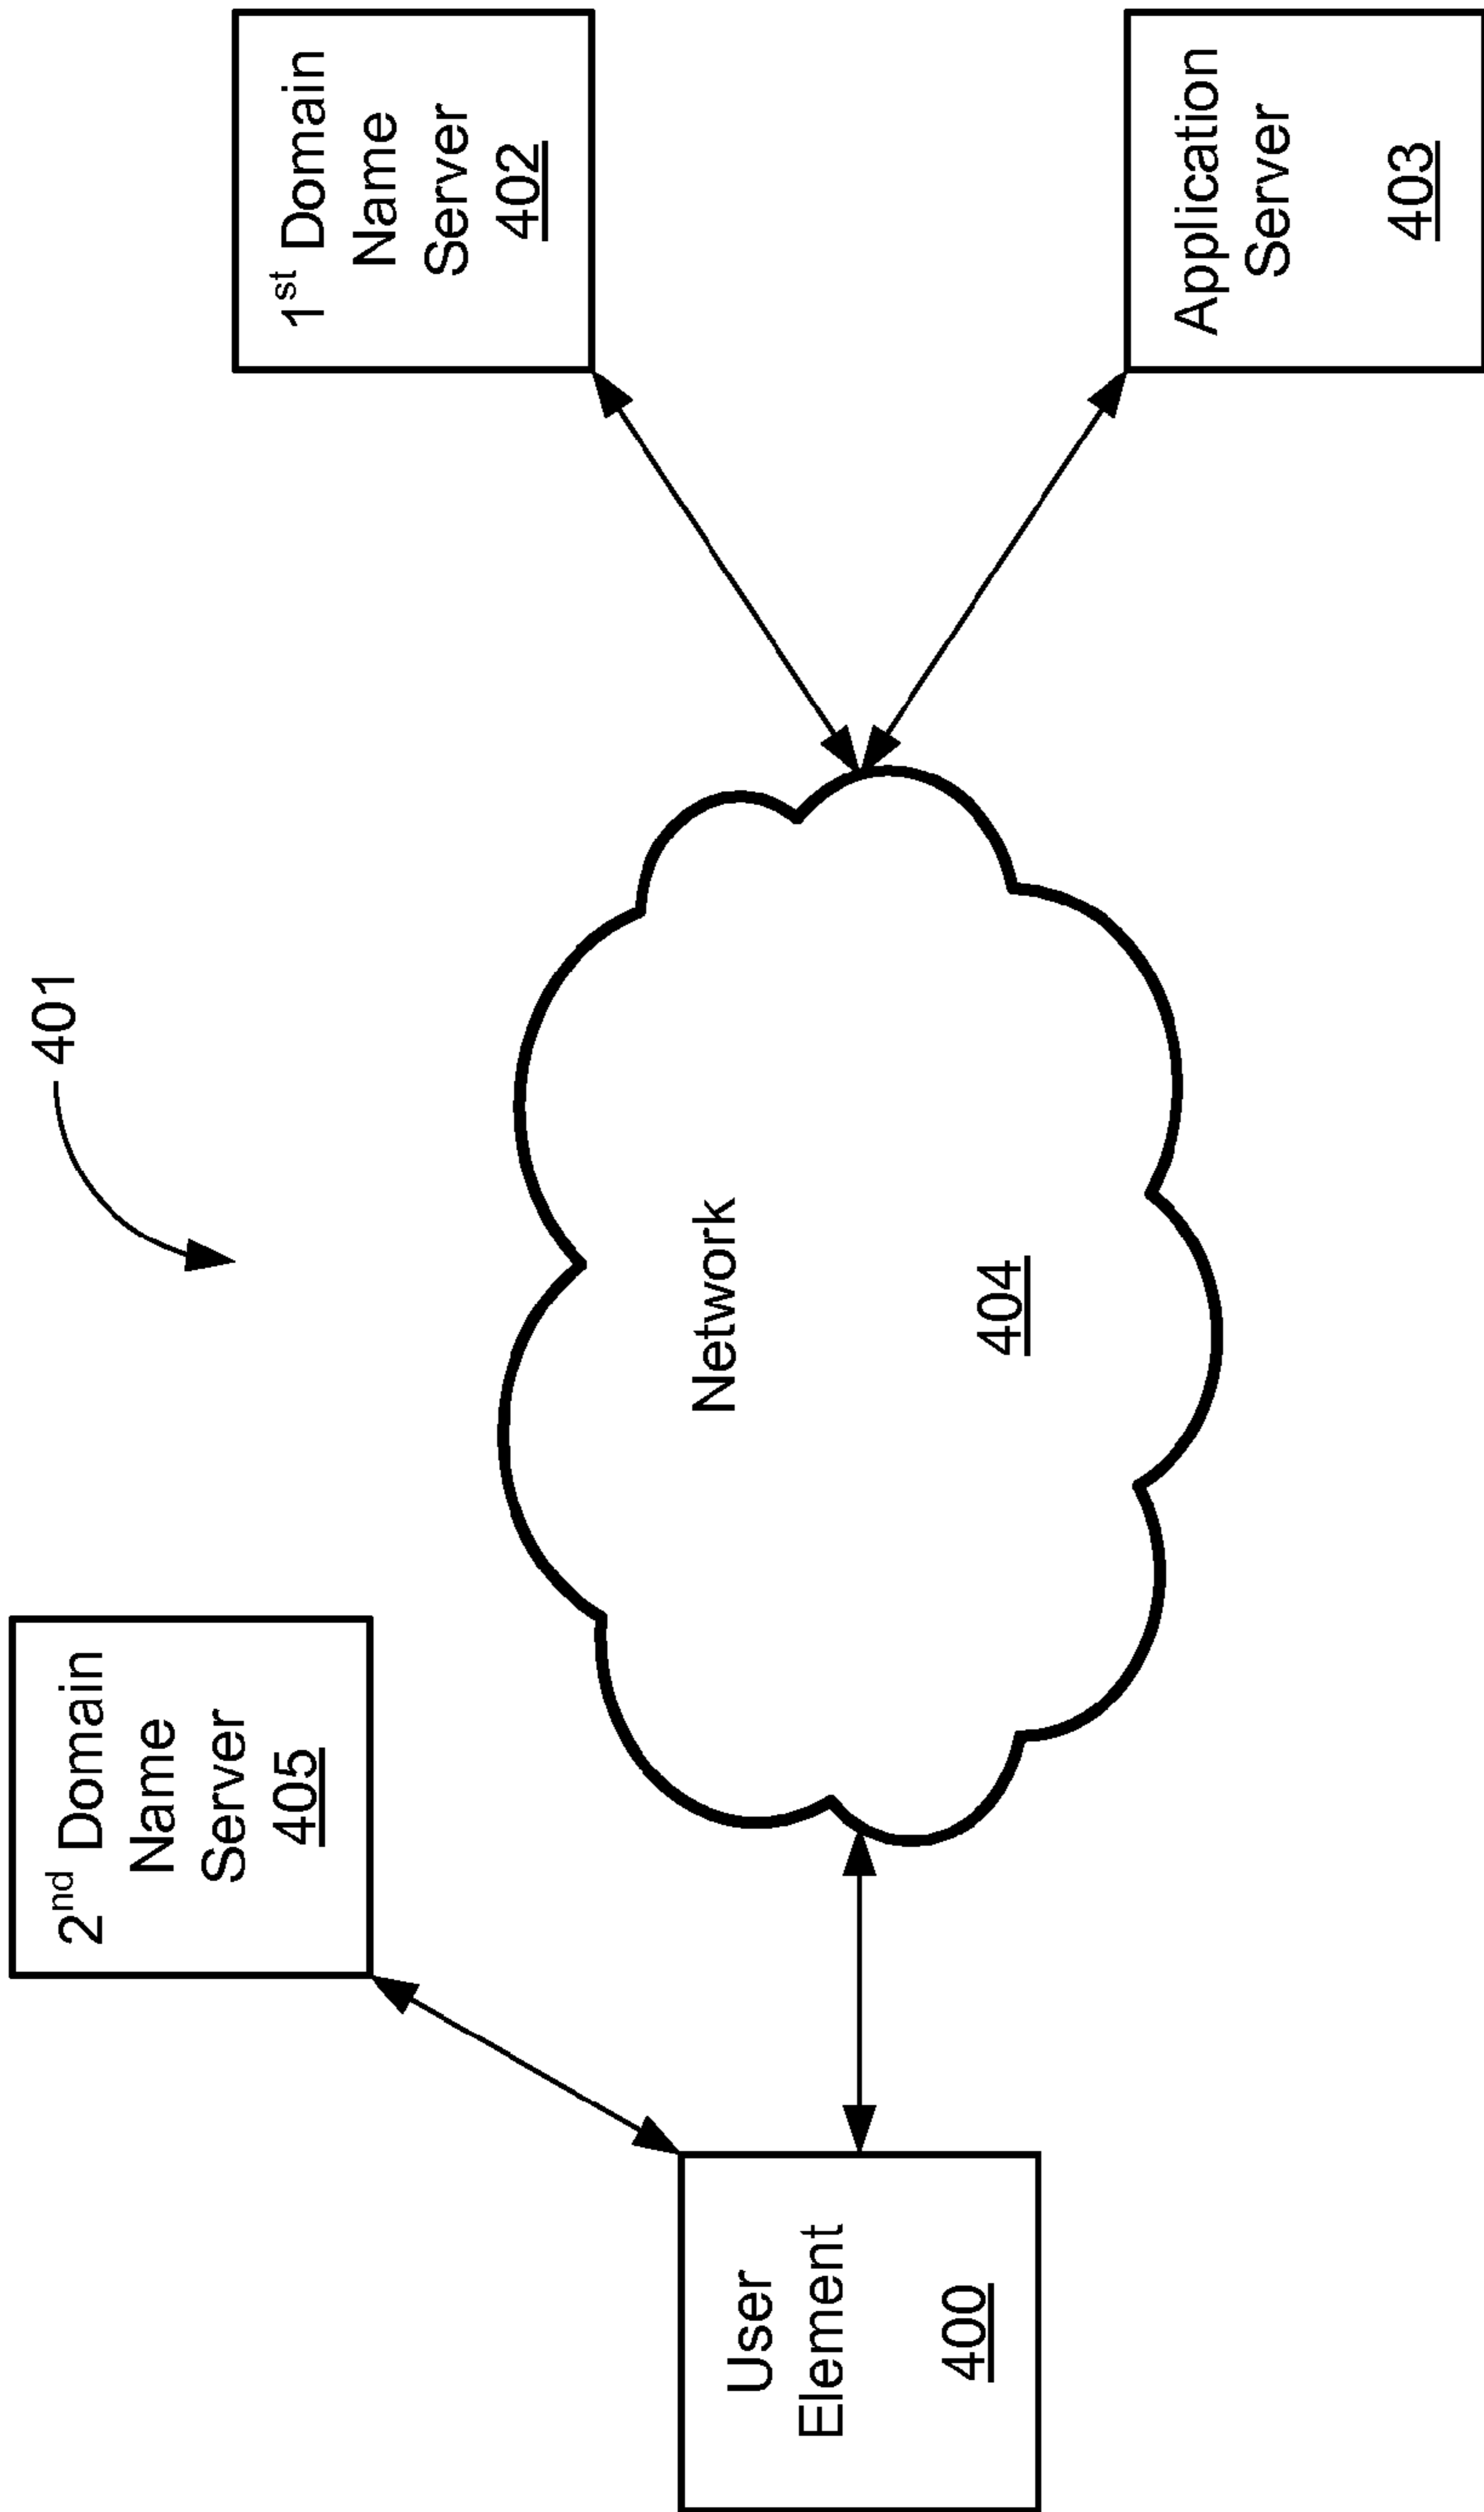 2nd Domain
Name
Server
405
401
1st Domain
Name
Server
402
User
Element
400
Network
404
Application
Server
403